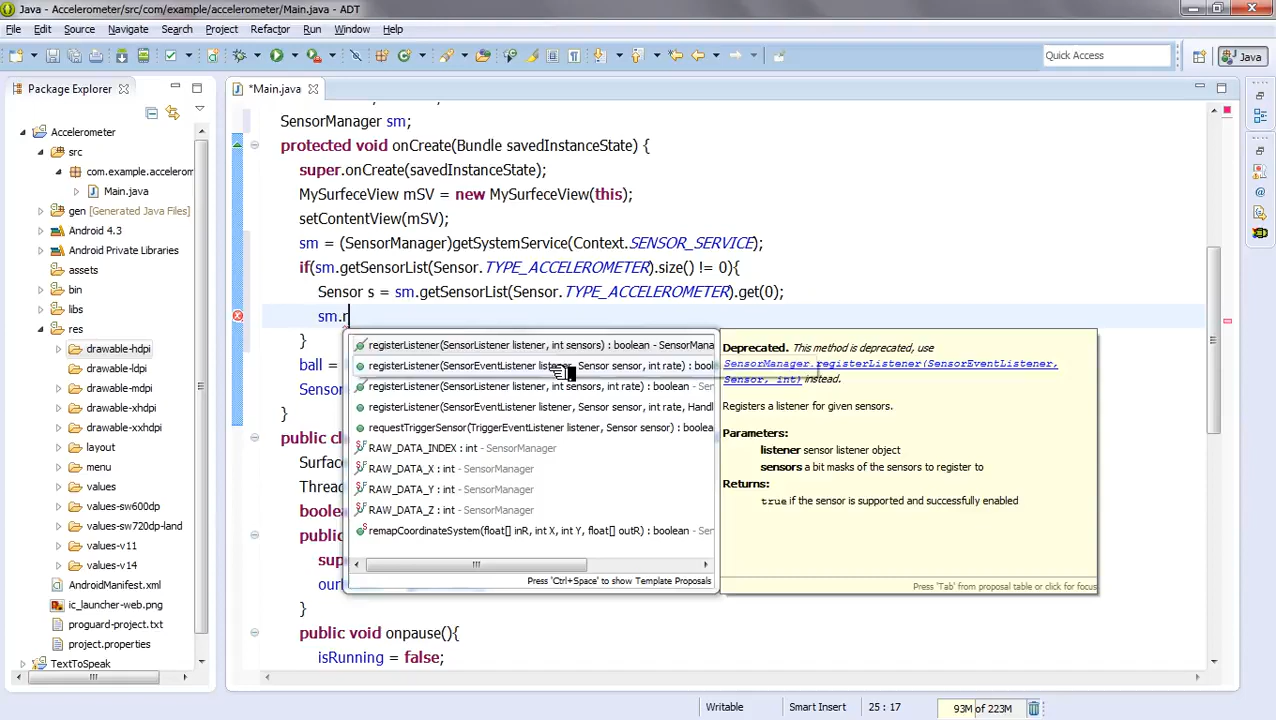 Java - Accelerometer/src/com/example/accelerometer/Main.java - ADT
File Edit Source Navigate Search Project Refactor Run Window Help
Quick Access
Java
Package Explorer
Accelerometer
src
com.example.accelerom
Main.java
gen [Generated Java Files]
Android 4.3
Android Private Libraries
assets
bin
libs
res
drawable-hdpi
drawable-ldpi
drawable-mdpi
drawable-xhdpi
drawable-xxhdpi
layout
menu
values
values-sw600dp
values-sw720dp-land
values-v11
values-v14
AndroidManifest.xml
ic_launcher-web.png
proguard-project.txt
project.properties
TextToSpeak
*Main.java
SensorManager sm;
protected void onCreate(Bundle savedInstanceState) {
super.onCreate(savedInstanceState);
MySurfeceView mSV = new MySurfeceView(this);
setContentView(mSV);
sm = (SensorManager)getSystemService(Context.SENSOR_SERVICE);
if(sm.getSensorList(Sensor.TYPE_ACCELEROMETER).size() != 0){
Sensor s = sm.getSensorList(Sensor.TYPE_ACCELEROMETER).get(0);
sm.r
}
ball =
Sensor
}
public cl
Surfac
Threa
boole
public
sup
our
}
public void onpause(){
isRunning = false;
registerListener(SensorListener listener, int sensors) : boolean - SensorMana
registerListener(SensorEventListener listener, Sensor sensor, int rate) : bool
registerListener(SensorListener listener, int sensors, int rate) : boolean - Sen
registerListener(SensorEventListener listener, Sensor sensor, int rate, Handl
requestTriggerSensor(TriggerEventListener listener, Sensor sensor) : boolea
RAW_DATA_INDEX : int - SensorManager
RAW_DATA_X : int - SensorManager
RAW_DATA_Y : int - SensorManager
RAW_DATA_Z : int - SensorManager
remapCoordinateSystem(float[] inR, int X, int Y, float[] outR) : boolean - Sen
Press 'Ctrl+Space' to show Template Proposals
Deprecated. This method is deprecated, use
SensorManager.registerListener(SensorEventListener,
Sensor, int) instead.
Registers a listener for given sensors.
Parameters:
listener sensor listener object
sensors a bit masks of the sensors to register to
Returns:
true if the sensor is supported and successfully enabled
Press 'Tab' from proposal table or click for focus
Writable Smart Insert 25 : 17 93M of 223M